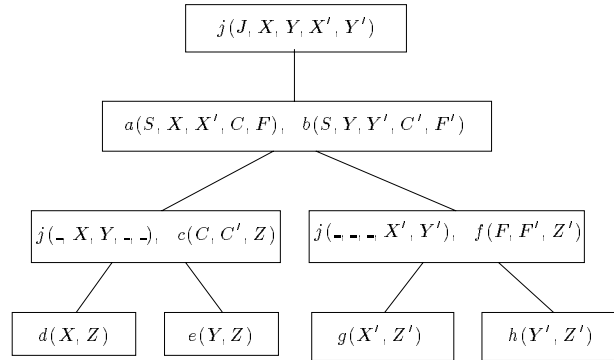 j(J, X, Y, X′, Y′)
a(S, X, X′, C, F), b(S, Y, Y′, C′, F′)
j(_, X, Y, _, _), c(C, C′, Z) j(_, _, _, X′, Y′), f(F, F′, Z′)
d(X, Z) e(Y, Z) g(X′, Z′) h(Y′, Z′)